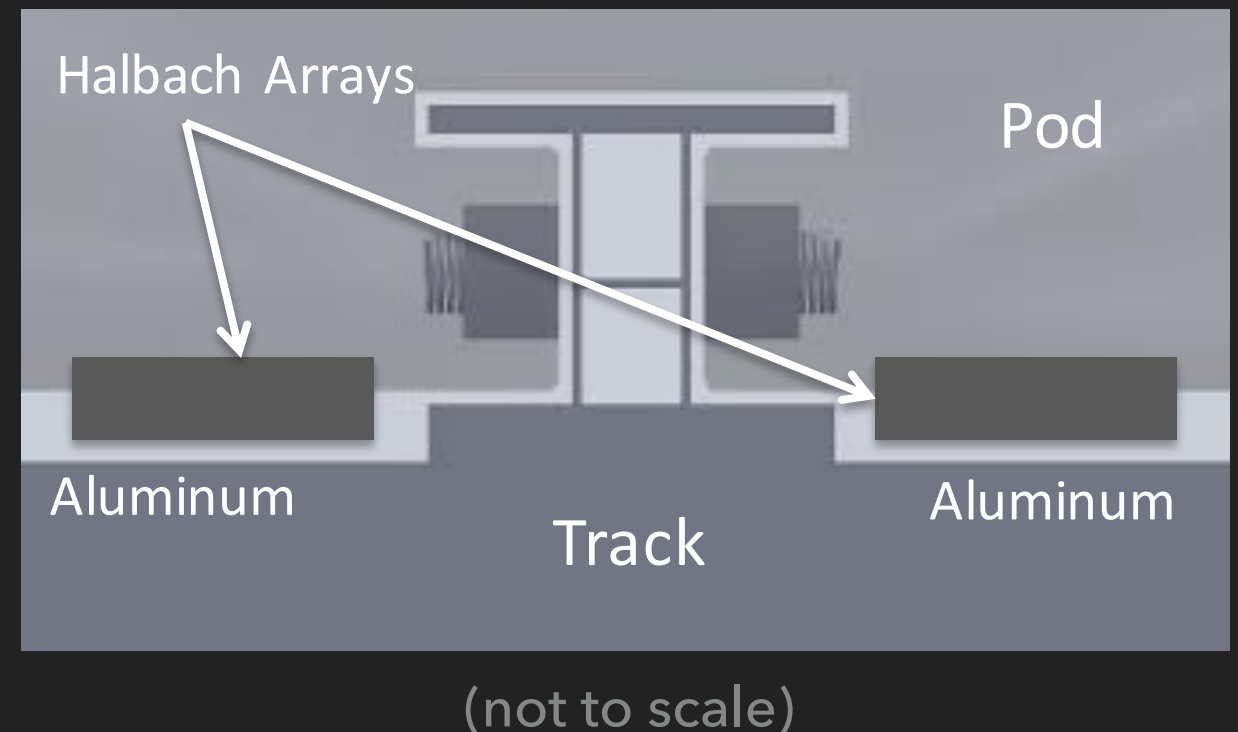 Halbach Arrays
Pod
Aluminum
Aluminum
Track
(not to scale)